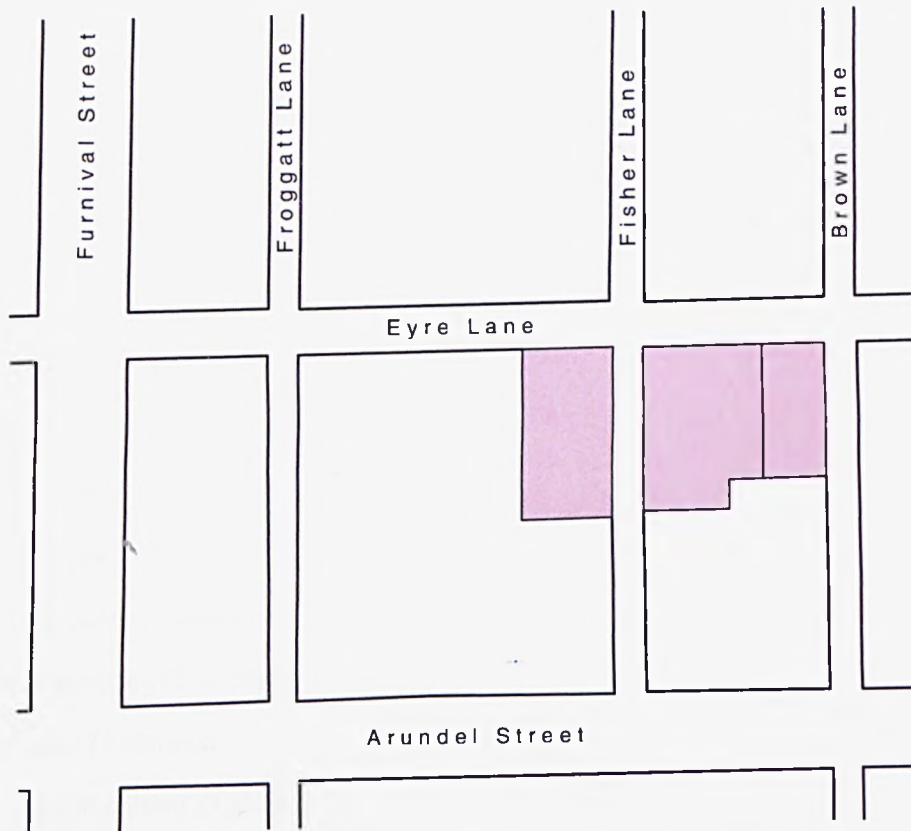 Furnival Street
Froggatt Lane
Fisher Lane
Brown Lane
Eyre Lane
Arundel Street